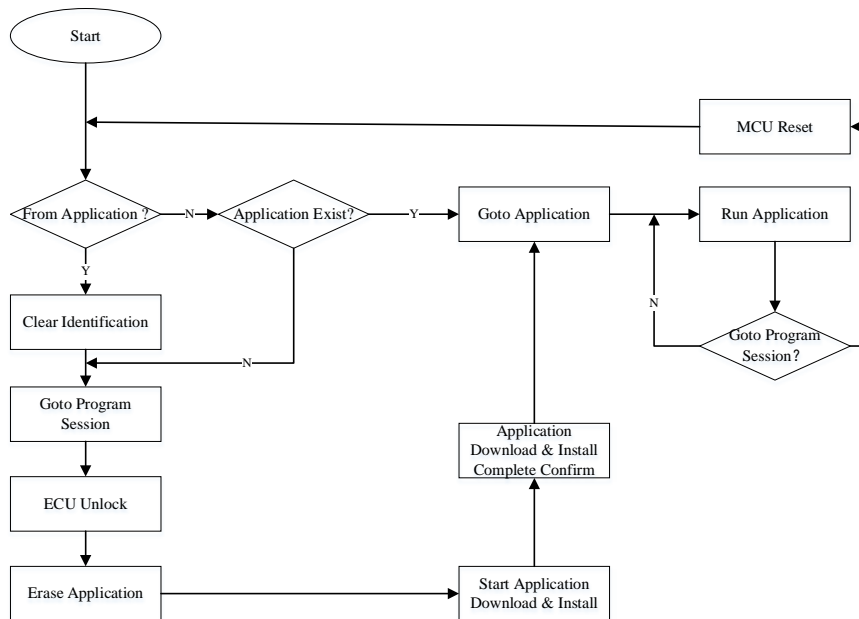 Start
MCU Reset
From Application ?
N
Application Exist?
Y
Goto Application
Run Application
Y
Clear Identification
N
Goto Program
Session?
N
Goto Program
Session
Application
Download & Install
Complete Confirm
ECU Unlock
Erase Application
Start Application
Download & Install